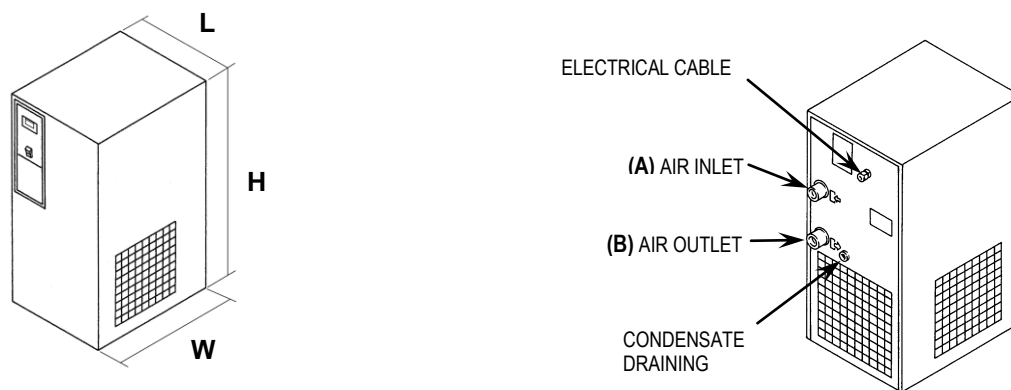 L
H
W
ELECTRICAL CABLE
(A) AIR INLET
(B) AIR OUTLET
CONDENSATE
DRAINING